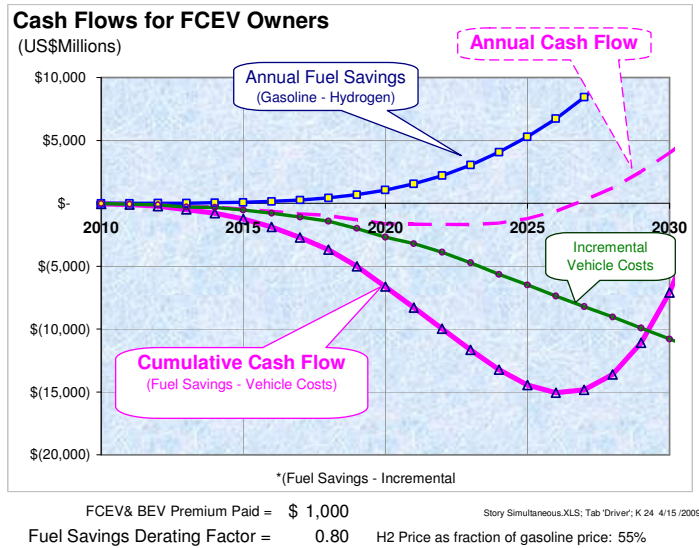 Cash Flows for FCEV Owners
(US$Millions)
Annual Cash Flow
Annual Fuel Savings
(Gasoline - Hydrogen)
$10,000
$5,000
$-
2010
2015
2020
2025
2030
Incremental
Vehicle Costs
$(5,000)
$(10,000)
Cumulative Cash Flow
(Fuel Savings - Vehicle Costs)
$(15,000)
$(20,000)
*(Fuel Savings - Incremental
FCEV& BEV Premium Paid = $ 1,000
Story Simultaneous.XLS; Tab 'Driver'; K 24 4/15 /2009
Fuel Savings Derating Factor = 0.80 H2 Price as fraction of gasoline price: 55%